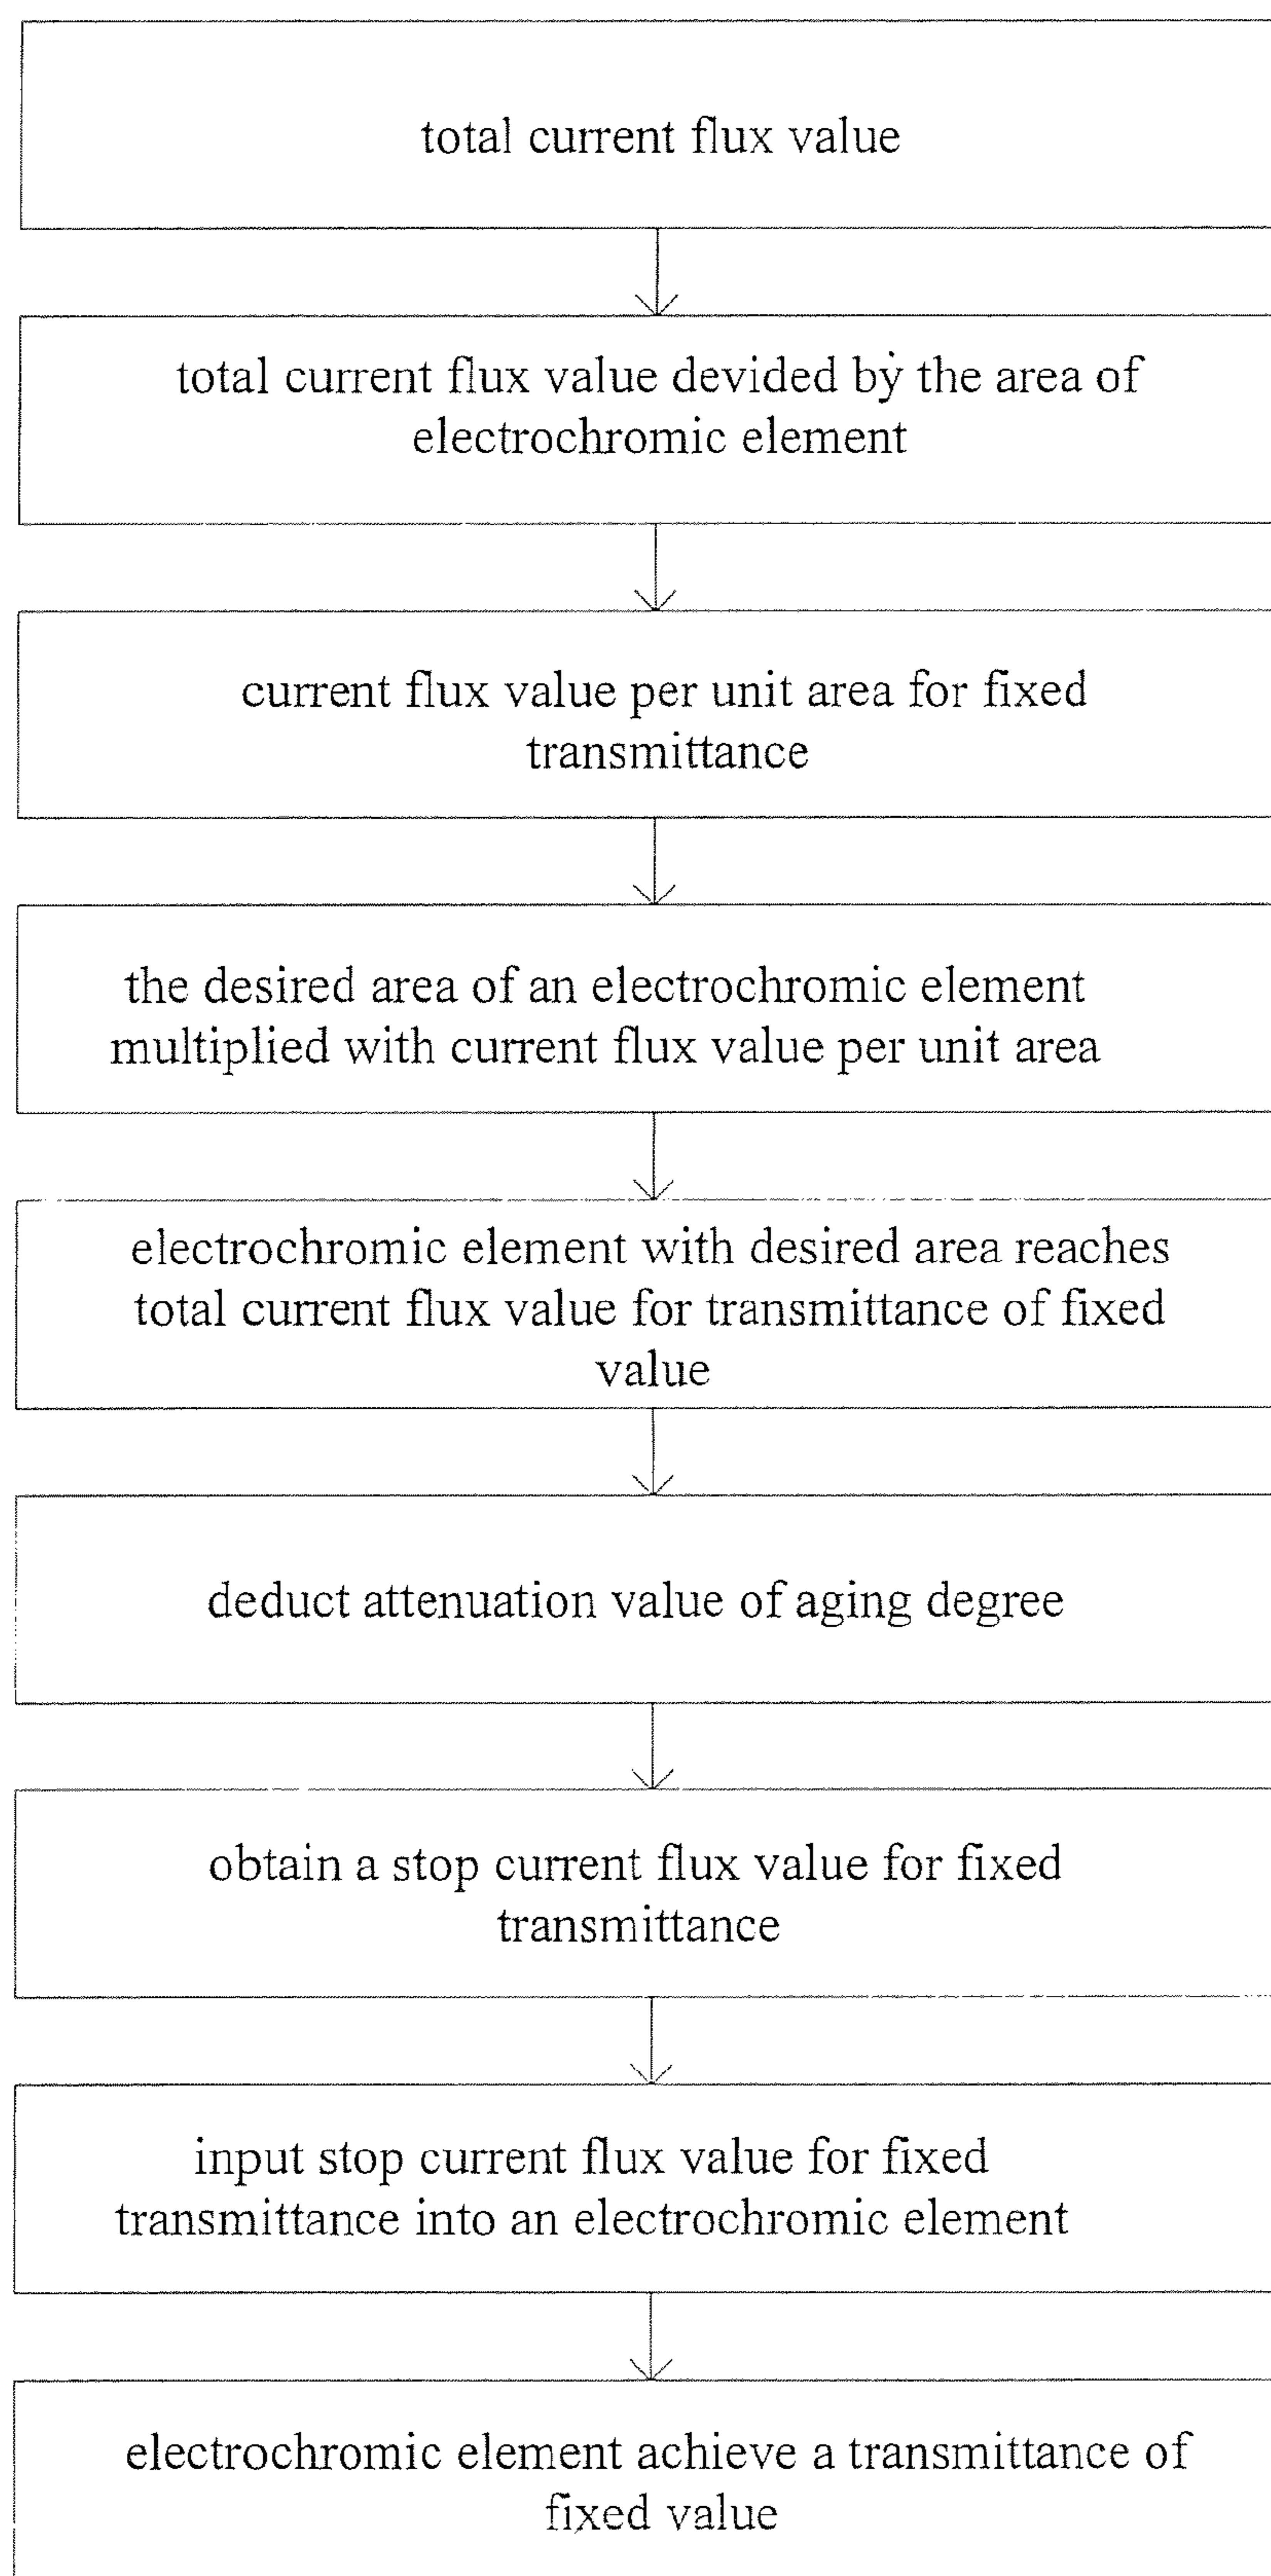 total current flux value
total current flux value devided by the area of
electrochromic element
current flux value per unit area for fixed
transmittance
the desired area of an electrochromic element
multiplied with current flux value per unit area
electrochromic element with desired area reaches
total current flux value for transmittance of fixed
value
deduct attenuation value of aging degree
obtain a stop current flux value for fixed
transmittance
input stop current flux value for fixed
transmittance into an electrochromic element
electrochromic element achieve a transmittance of
fixed value